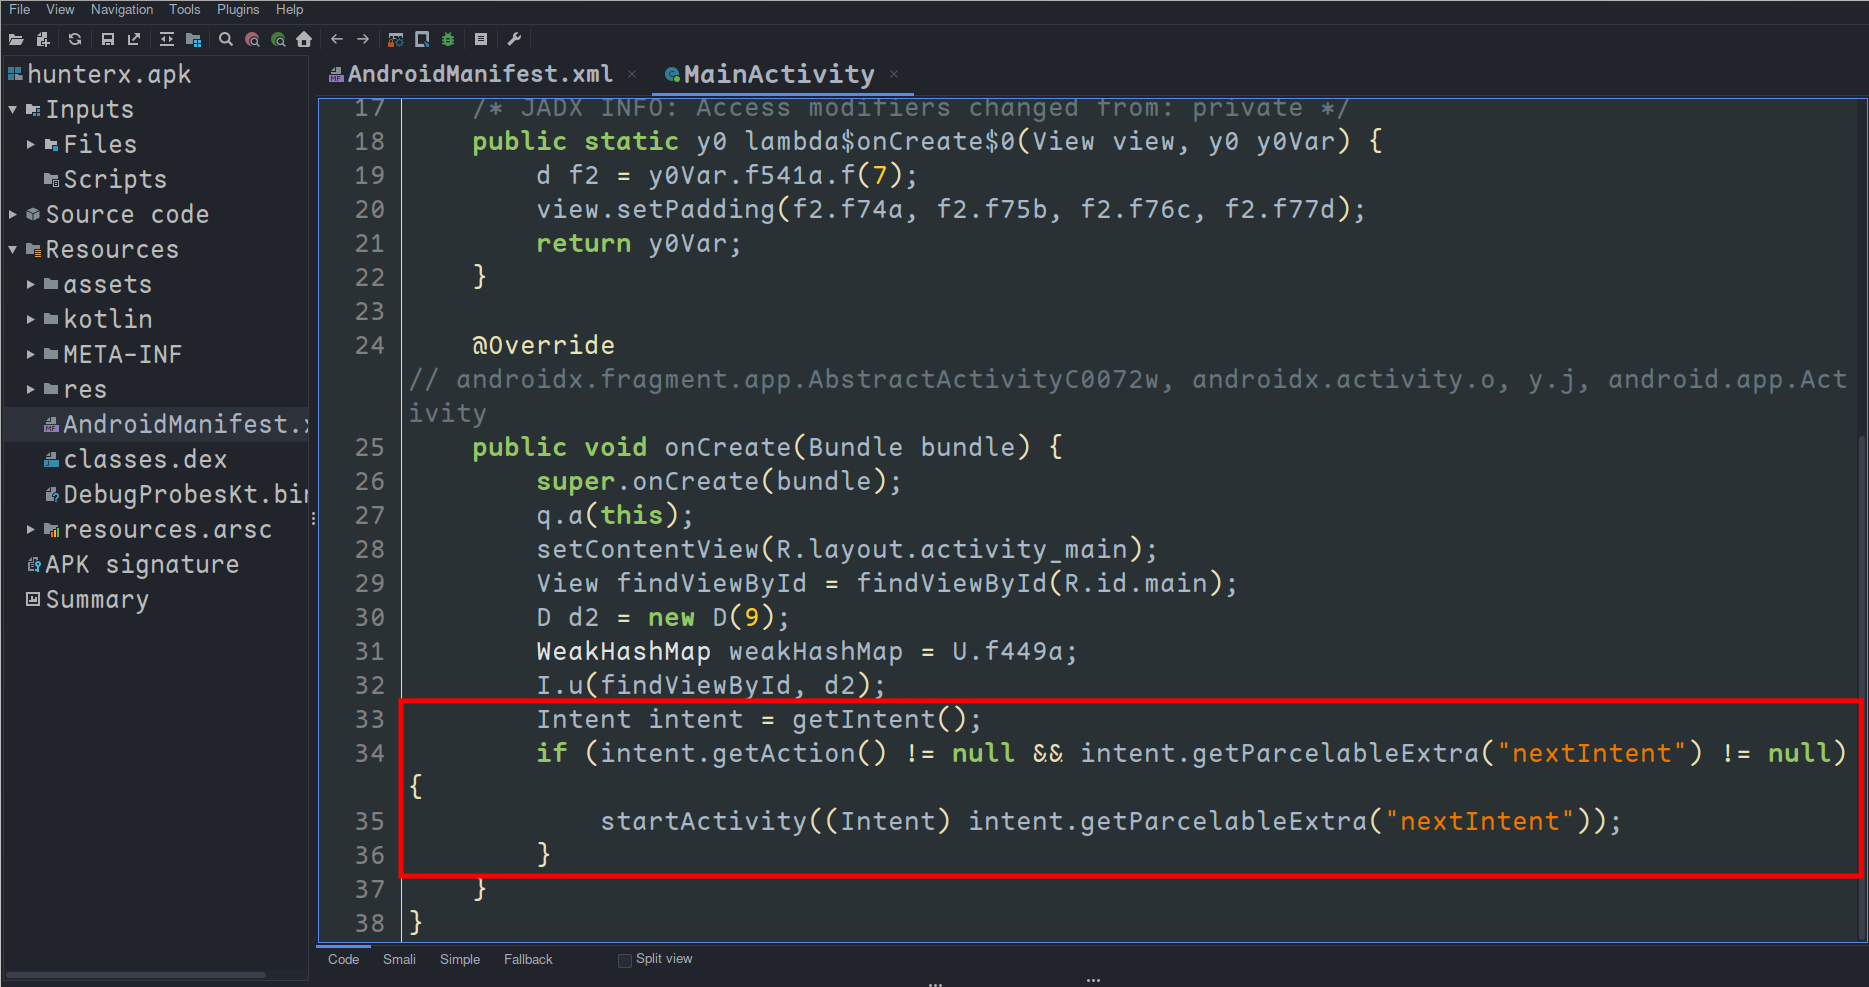 File View Navigation Tools Plugins Help
hunterx.apk
Inputs
Files
Scripts
Source code
Resources
assets
kotlin
META-INF
res
AndroidManifest.x
classes.dex
DebugProbesKt.bin
resources.arsc
APK signature
Summary
AndroidManifest.xml × MainActivity ×
17 /* JADX INFO: Access modifiers changed from: private */
18 public static y0 lambda$onCreate$0(View view, y0 y0Var) {
19 d f2 = y0Var.f541a.f(7);
20 view.setPadding(f2.f74a, f2.f75b, f2.f76c, f2.f77d);
21 return y0Var;
22 }
23
24 @Override
// androidx.fragment.app.AbstractActivityC0072w, androidx.activity.o, y.j, android.app.Act
ivity
25 public void onCreate(Bundle bundle) {
26 super.onCreate(bundle);
27 q.a(this);
28 setContentView(R.layout.activity_main);
29 View findViewById = findViewById(R.id.main);
30 D d2 = new D(9);
31 WeakHashMap weakHashMap = U.f449a;
32 I.u(findViewById, d2);
33 Intent intent = getIntent();
34 if (intent.getAction() != null && intent.getParcelableExtra("nextIntent") != null)
{
35 startActivity((Intent) intent.getParcelableExtra("nextIntent"));
36 }
37 }
38 }
Code Smali Simple Fallback Split view